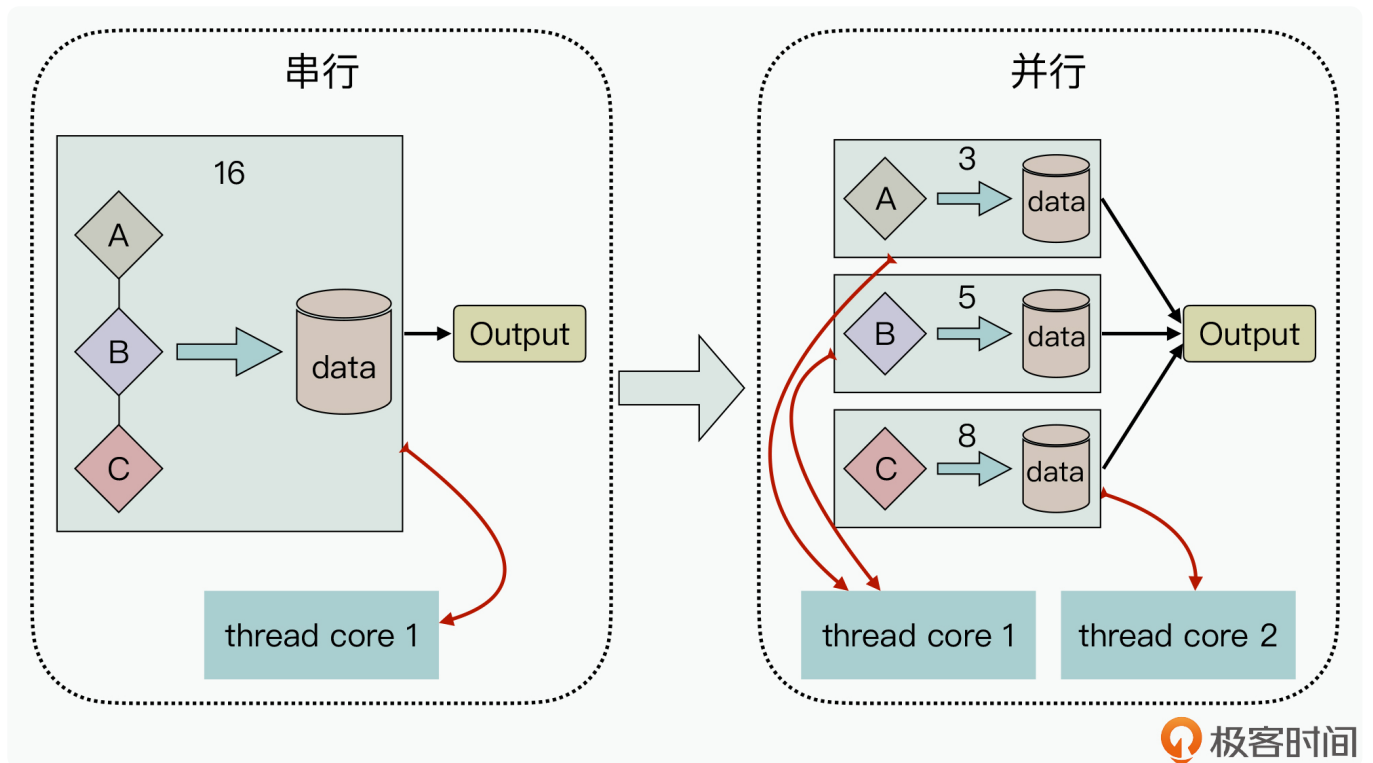 串行
16
A
B
C
data
Output
thread core 1
并行
A
3
data
B
5
data
C
8
data
Output
thread core 1
thread core 2
极客时间